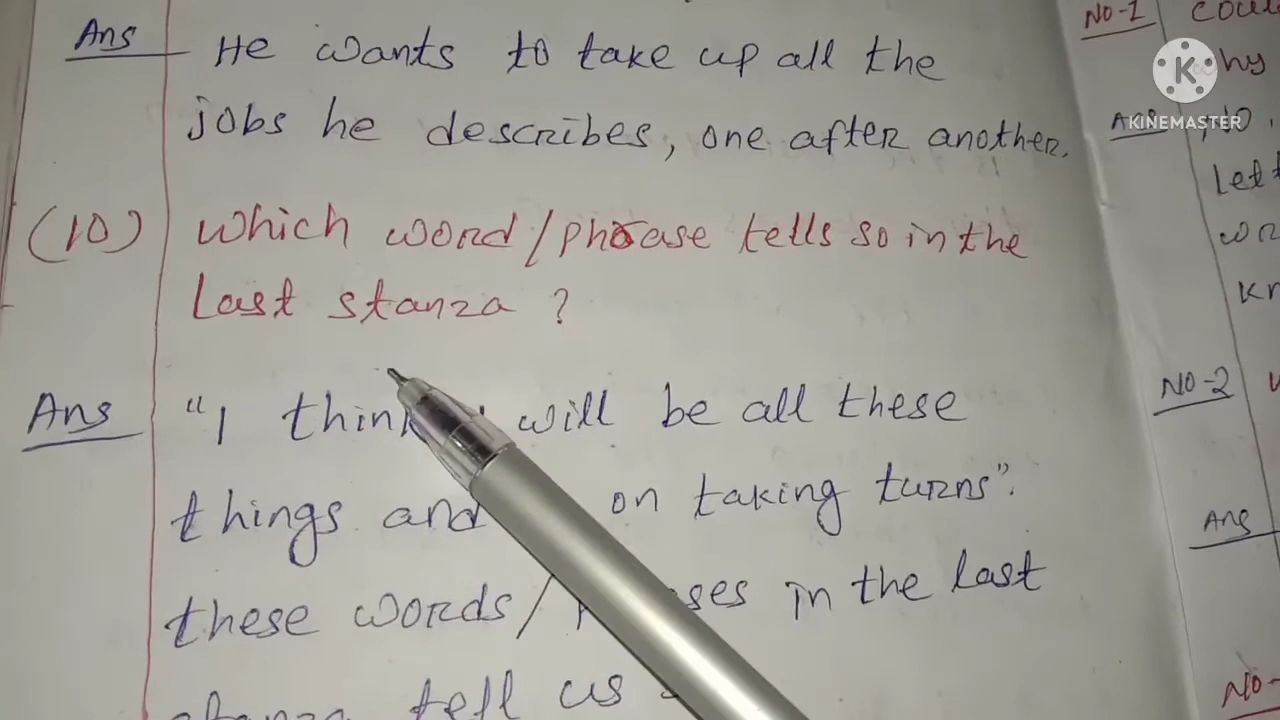 Ans He wants to take up all the
jobs he describes, one after another.
(10) Which word/phrase tells so in the
Last stanza?
Ans "I think will be all these
things and on taking turns".
these words/ in the last
stanza tell us
No-1
KINEMASTER
Let
No-2
Ans